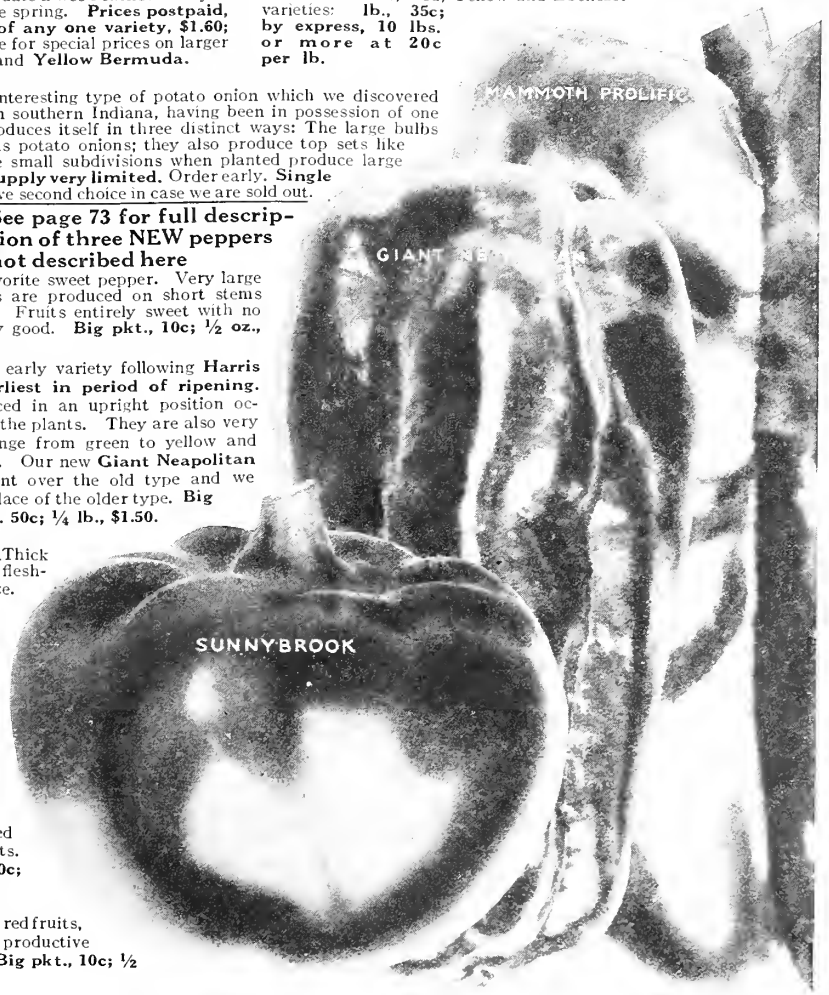 e spring. Prices postpaid,
of any one variety, $1.60;
e for special prices on larger
and Yellow Bermuda.
varieties: lb., 35c;
by express, 10 lbs.
or more at 20c
per lb.
nteresting type of potato onion which we discovered
n southern Indiana, having been in possession of one
oduces itself in three distinct ways: The large bulbs
as potato onions; they also produce top sets like
e small subdivisions when planted produce large
upply very limited. Order early. Single
ve second choice in case we are sold out.
See page 73 for full descrip-
ion of three NEW peppers
not described here
vorite sweet pepper. Very large
s are produced on short stems
Fruits entirely sweet with no
y good. Big pkt., 10c; ½ oz.,
early variety following Harris
rliest in period of ripening.
ced in an upright position oc-
the plants. They are also very
nge from green to yellow and
. Our new Giant Neapolitan
nt over the old type and we
lace of the older type. Big
. 50c; ¼ lb., $1.50.
Thick
flesh-
e.
ed
ts.
0c;
red fruits,
productive
Big pkt., 10c; ½
MAMMOTH PROLIFIC
GIANT
SUNNYBROOK